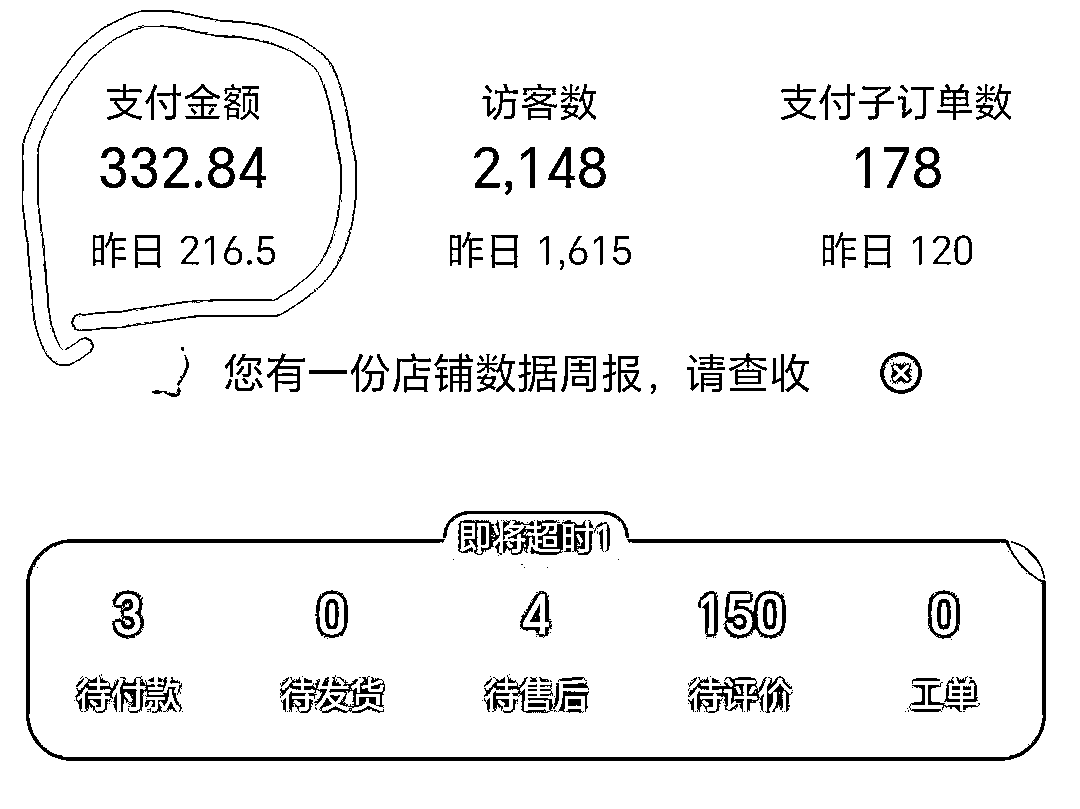 支付金额 访客数 支付子订单数
332.84 2,148 178
昨日 216.5 昨日 1,615 昨日 120
您有一份店铺数据周报，请查收
即将超时1
3 0 4 150 0
待付款 待发货 待售后 待评价 工单